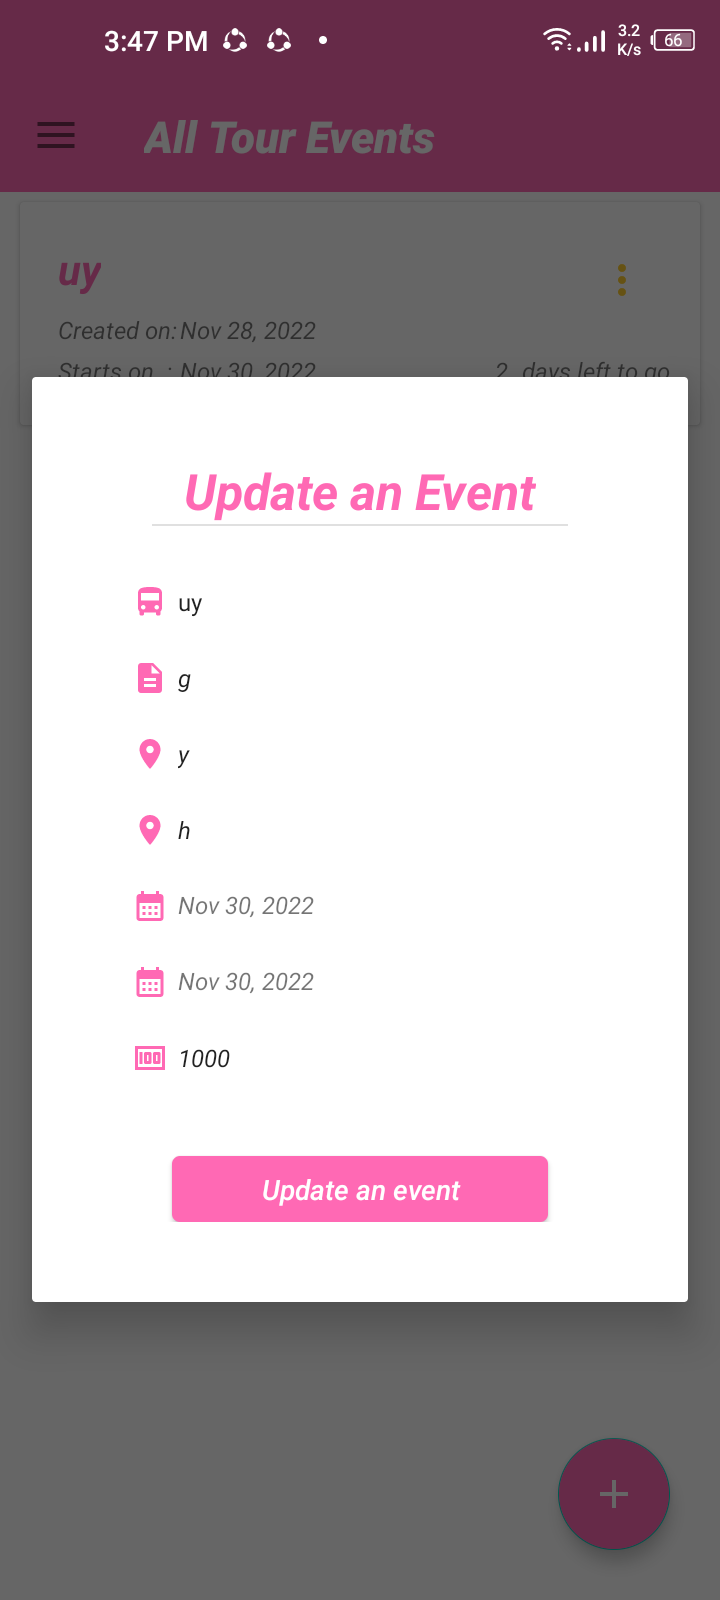 3:47 PM
3.2
K/s
66
All Tour Events
uy
Created on: Nov 28, 2022
Starts on : Nov 30, 2022 2 days left to go
Update an Event
uy
g
y
h
Nov 30, 2022
Nov 30, 2022
1000
Update an event